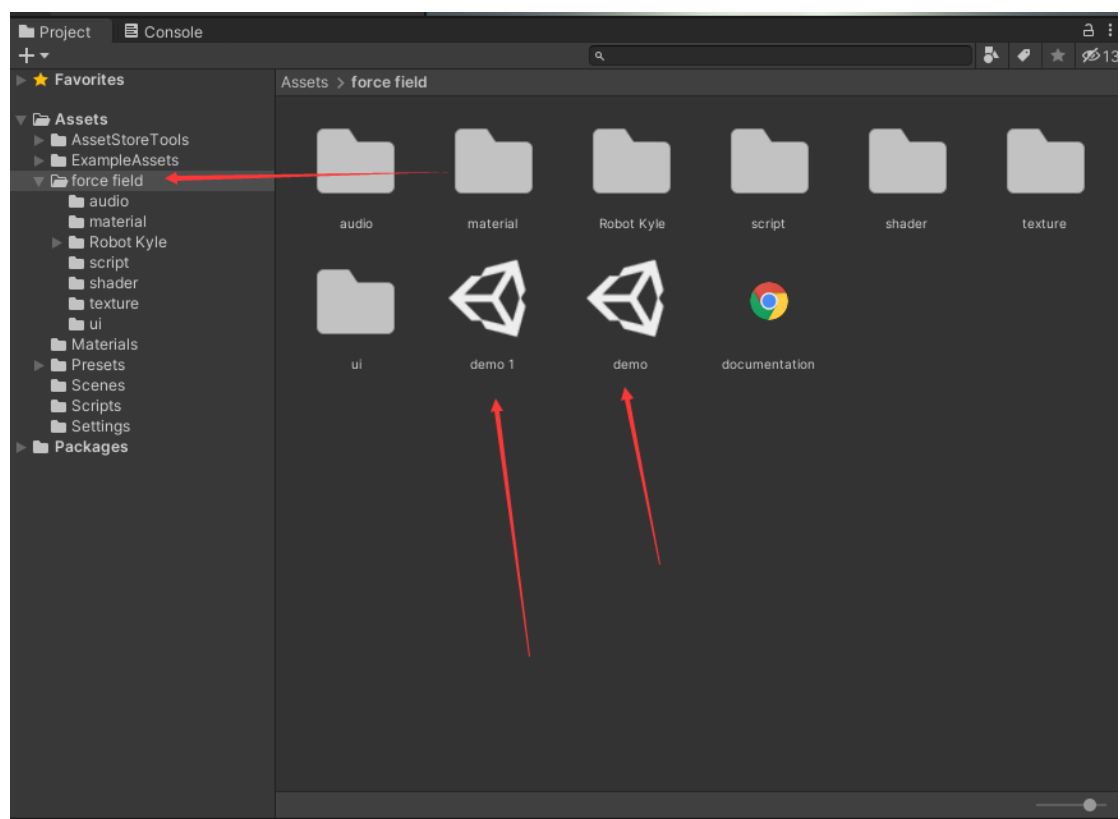 Project Console
13
Favorites
Assets > force field
Assets
AssetStoreTools
ExampleAssets
force field
audio
material
Robot Kyle
script
shader
texture
ui
Materials
Presets
Scenes
Scripts
Settings
Packages
audio material Robot Kyle script shader texture
ui demo 1 demo documentation